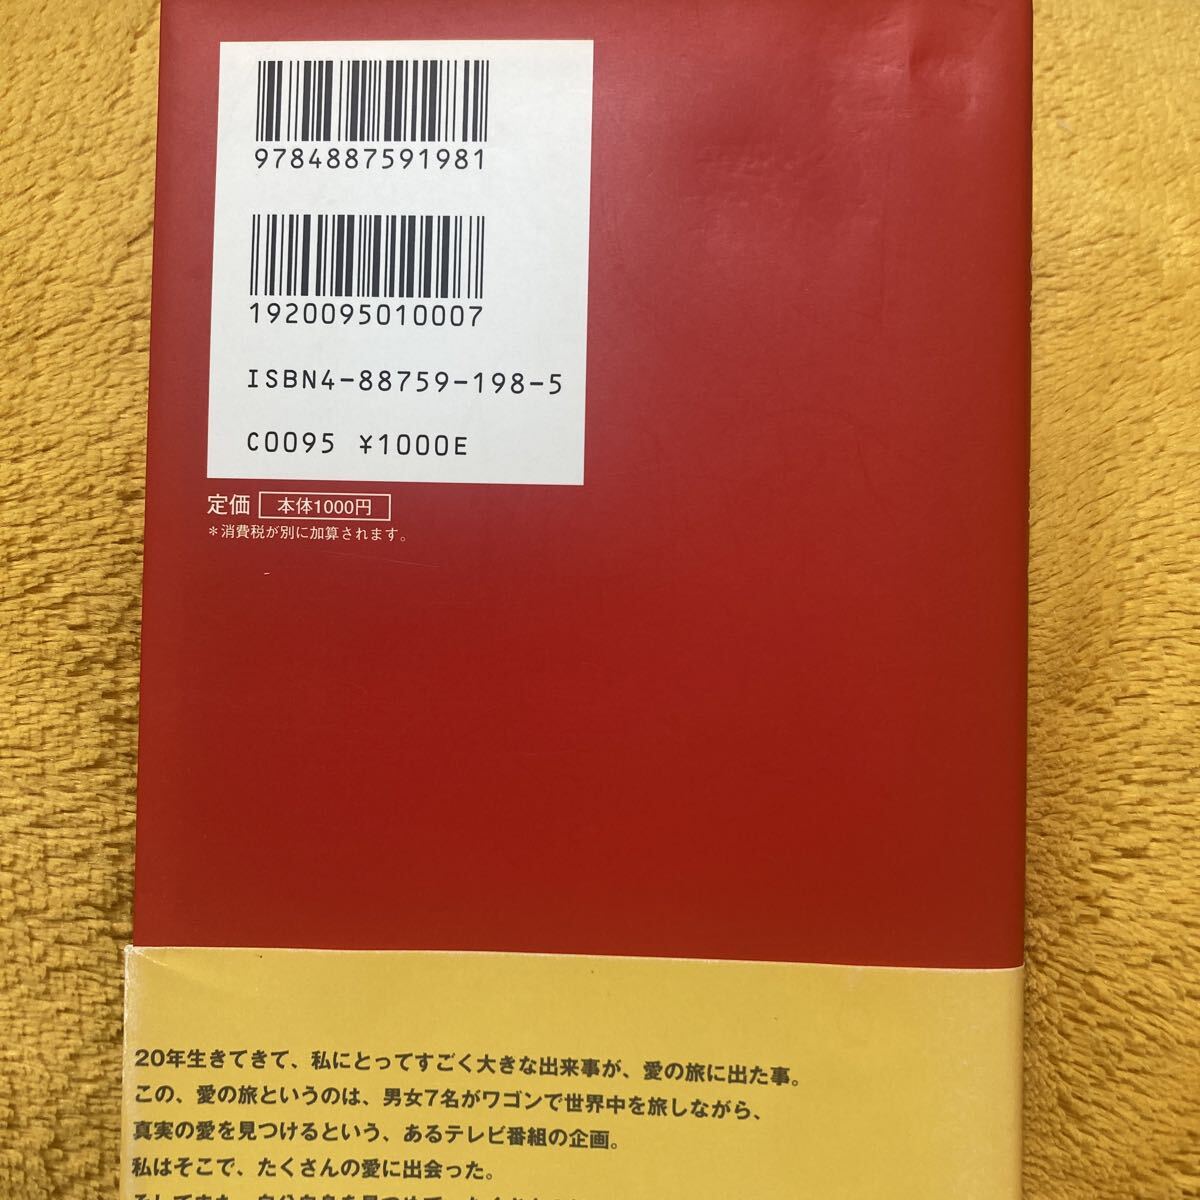 9784887591981
1920095010007
ISBN4-88759-198-5
C0095 ¥1000E
定価 本体1000円
＊消費税が別に加算されます。
20年生きてきて、私にとってすごく大きな出来事が、愛の旅に出た事。
この、愛の旅というのは、男女7名がワゴンで世界中を旅しながら、
真実の愛を見つけるという、あるテレビ番組の企画。
私はそこで、たくさんの愛に出会った。